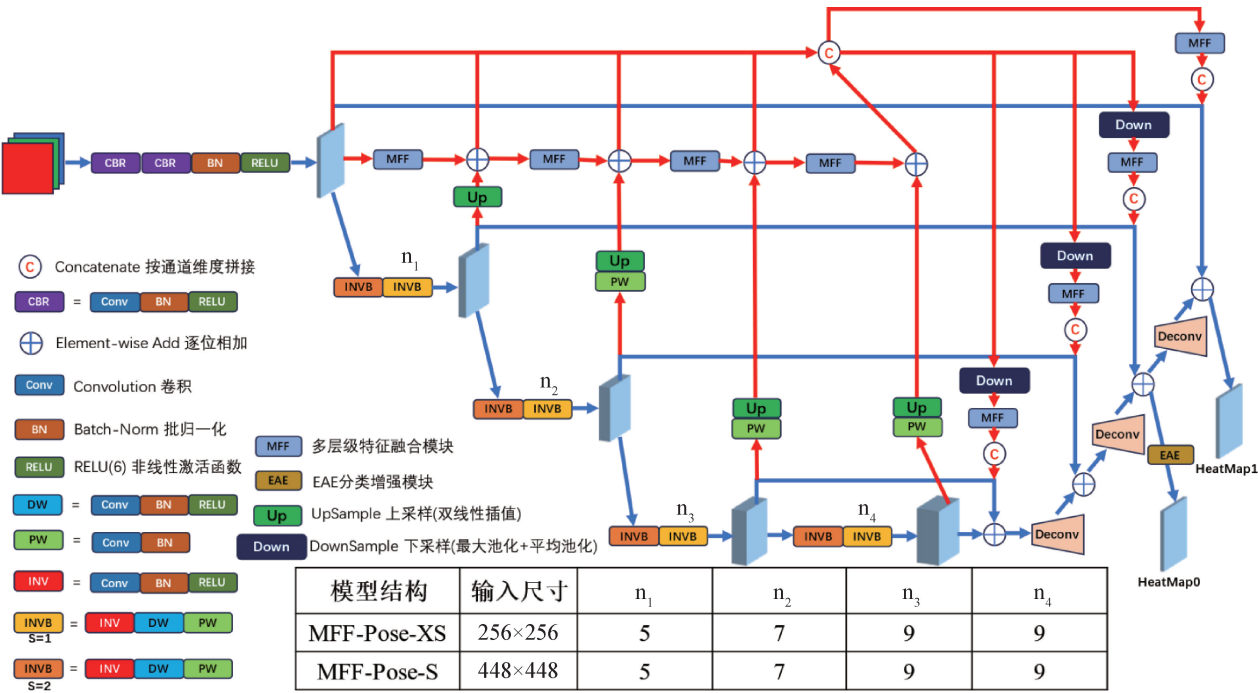 C
MFF
C
Down
MFF
C
CBR CBR BN RELU
MFF MFF MFF MFF
Up
Down
MFF
C
n1
INVB INVB
Up
PW
n2
INVB INVB
Up
PW
Up
PW
Down
MFF
C
n3
INVB INVB
n4
INVB INVB
Deconv
Deconv
Deconv
EAE
HeatMap1
HeatMap0
C Concatenate 按通道维度拼接
CBR = Conv BN RELU
Element-wise Add 逐位相加
Conv Convolution 卷积
BN Batch-Norm 批归一化
RELU RELU(6) 非线性激活函数
DW = Conv BN RELU
PW = Conv BN
INV = Conv BN RELU
INVB = INV DW PW
S=1
INVB = INV DW PW
S=2
MFF 多层级特征融合模块
EAE EAE分类增强模块
Up UpSample 上采样(双线性插值)
Down DownSample 下采样(最大池化+平均池化)
模型结构 输入尺寸 n1 n2 n3 n4
MFF-Pose-XS 256×256 5 7 9 9
MFF-Pose-S 448×448 5 7 9 9